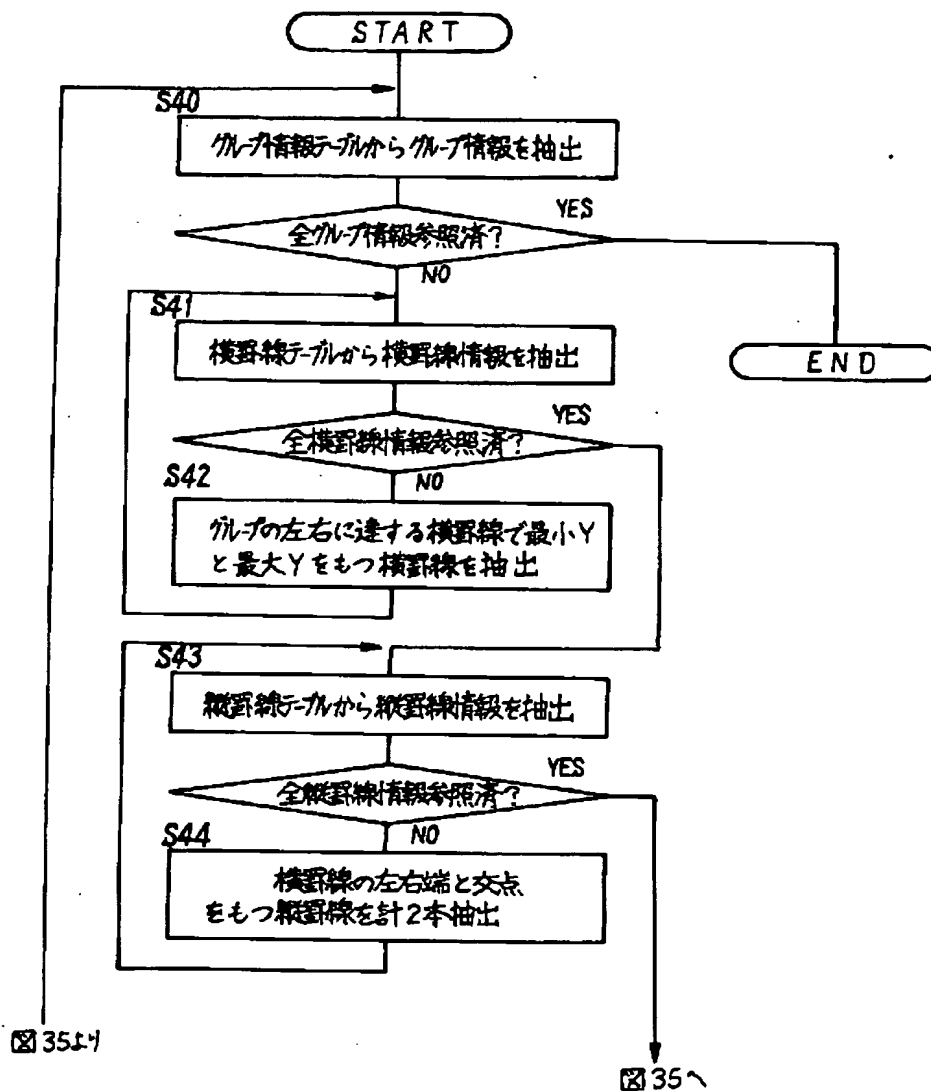 START
S40
グループ情報テーブルからグループ情報を抽出
YES
全グループ情報参照済?
NO
S41
横罫線テーブルから横罫線情報を抽出
END
YES
全横罫線情報参照済?
S42
NO
グループの左右に達する横罫線で最小Y
と最大Yをもつ横罫線を抽出
S43
縦罫線テーブルから縦罫線情報を抽出
YES
全縦罫線情報参照済?
S44
NO
横罫線の左右端と交点
をもつ縦罫線を計2本抽出
図35より
図35へ